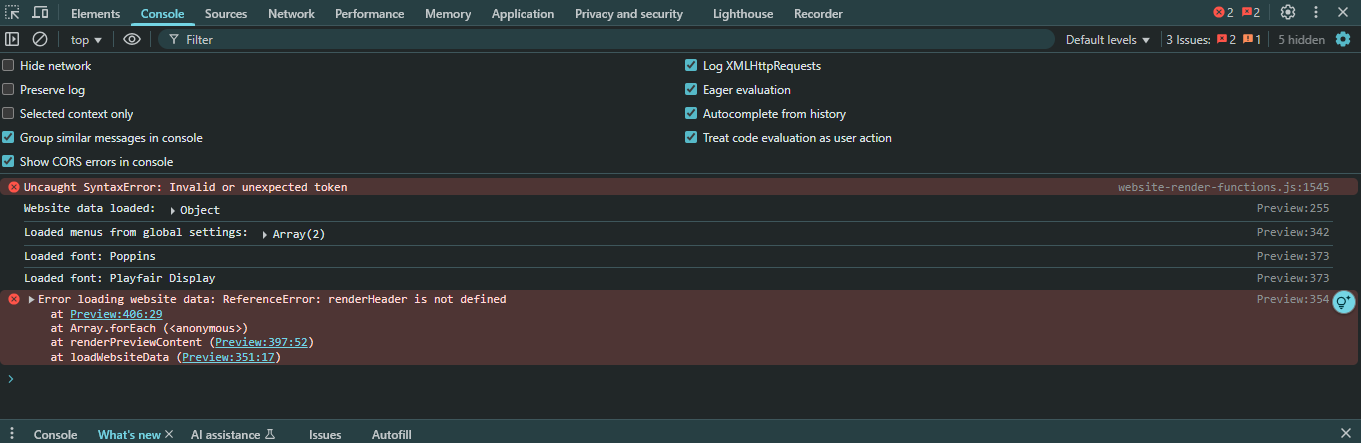 Elements Console Sources Network Performance Memory Application Privacy and security Lighthouse Recorder 2 2
top Filter Default levels 3 Issues: 2 1 5 hidden
Hide network Log XMLHttpRequests
Preserve log Eager evaluation
Selected context only Autocomplete from history
Group similar messages in console Treat code evaluation as user action
Show CORS errors in console
Uncaught SyntaxError: Invalid or unexpected token website-render-functions.js:1545
Website data loaded: Object Preview:255
Loaded menus from global settings: Array(2) Preview:342
Loaded font: Poppins Preview:373
Loaded font: Playfair Display Preview:373
Error loading website data: ReferenceError: renderHeader is not defined Preview:354
at Preview:406:29
at Array.forEach (<anonymous>)
at renderPreviewContent (Preview:397:52)
at loadWebsiteData (Preview:351:17)
Console What's new AI assistance Issues Autofill